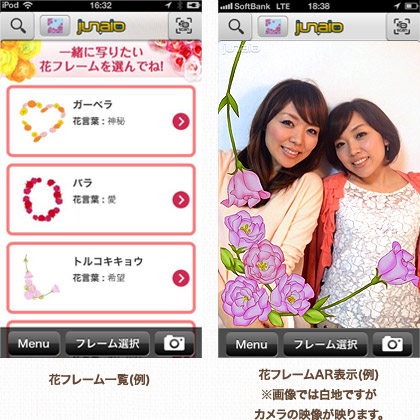 iPod 16:32
junaio
一緒に写りたい
花フレームを選んでね!
ガーベラ
花言葉：神秘
バラ
花言葉：愛
トルコキキョウ
花言葉：希望
Menu フレーム選択
花フレーム一覧(例)
SoftBank LTE 18:38
junaio
junaio
Menu フレーム選択
花フレームAR表示(例)
※画像では白地ですが
カメラの映像が映ります。